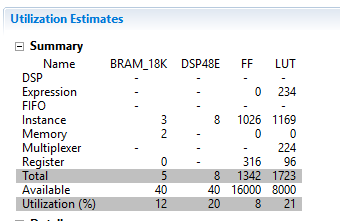 Utilization Estimates
Summary
Name BRAM_18K DSP48E FF LUT
DSP - - - -
Expression - - 0 234
FIFO - - - -
Instance 3 8 1026 1169
Memory 2 - 0 0
Multiplexer - - - 224
Register 0 - 316 96
Total 5 8 1342 1723
Available 40 40 16000 8000
Utilization (%) 12 20 8 21